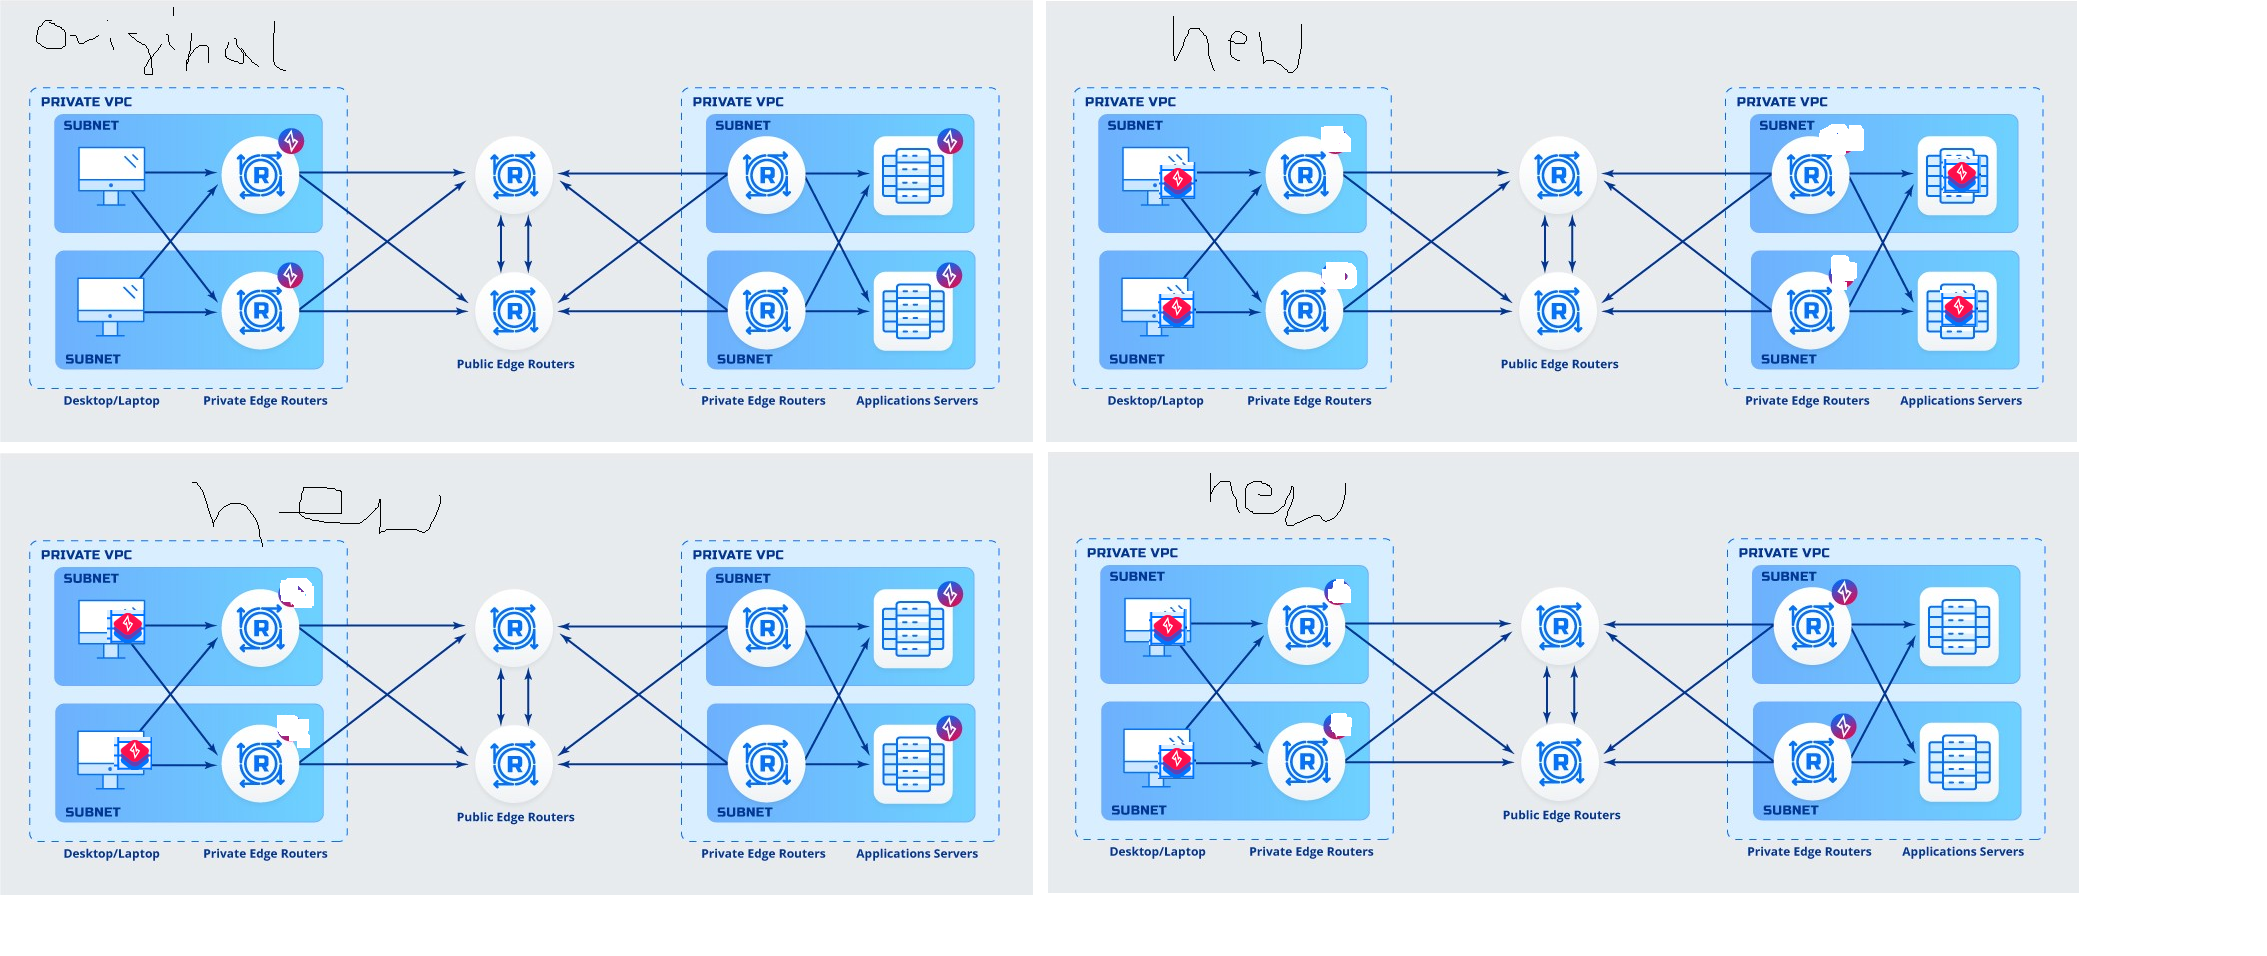 original
PRIVATE VPC
SUBNET
R
R
SUBNET
Desktop/Laptop
Private Edge Routers
R
R
Public Edge Routers
PRIVATE VPC
SUBNET
R
R
SUBNET
Private Edge Routers
Applications Servers
new
PRIVATE VPC
SUBNET
R
R
SUBNET
Desktop/Laptop
Private Edge Routers
R
R
Public Edge Routers
PRIVATE VPC
SUBNET
R
R
SUBNET
Private Edge Routers
Applications Servers
new
PRIVATE VPC
SUBNET
R
R
SUBNET
Desktop/Laptop
Private Edge Routers
R
R
Public Edge Routers
PRIVATE VPC
SUBNET
R
R
SUBNET
Private Edge Routers
Applications Servers
new
PRIVATE VPC
SUBNET
R
R
SUBNET
Desktop/Laptop
Private Edge Routers
R
R
Public Edge Routers
PRIVATE VPC
SUBNET
R
R
SUBNET
Private Edge Routers
Applications Servers